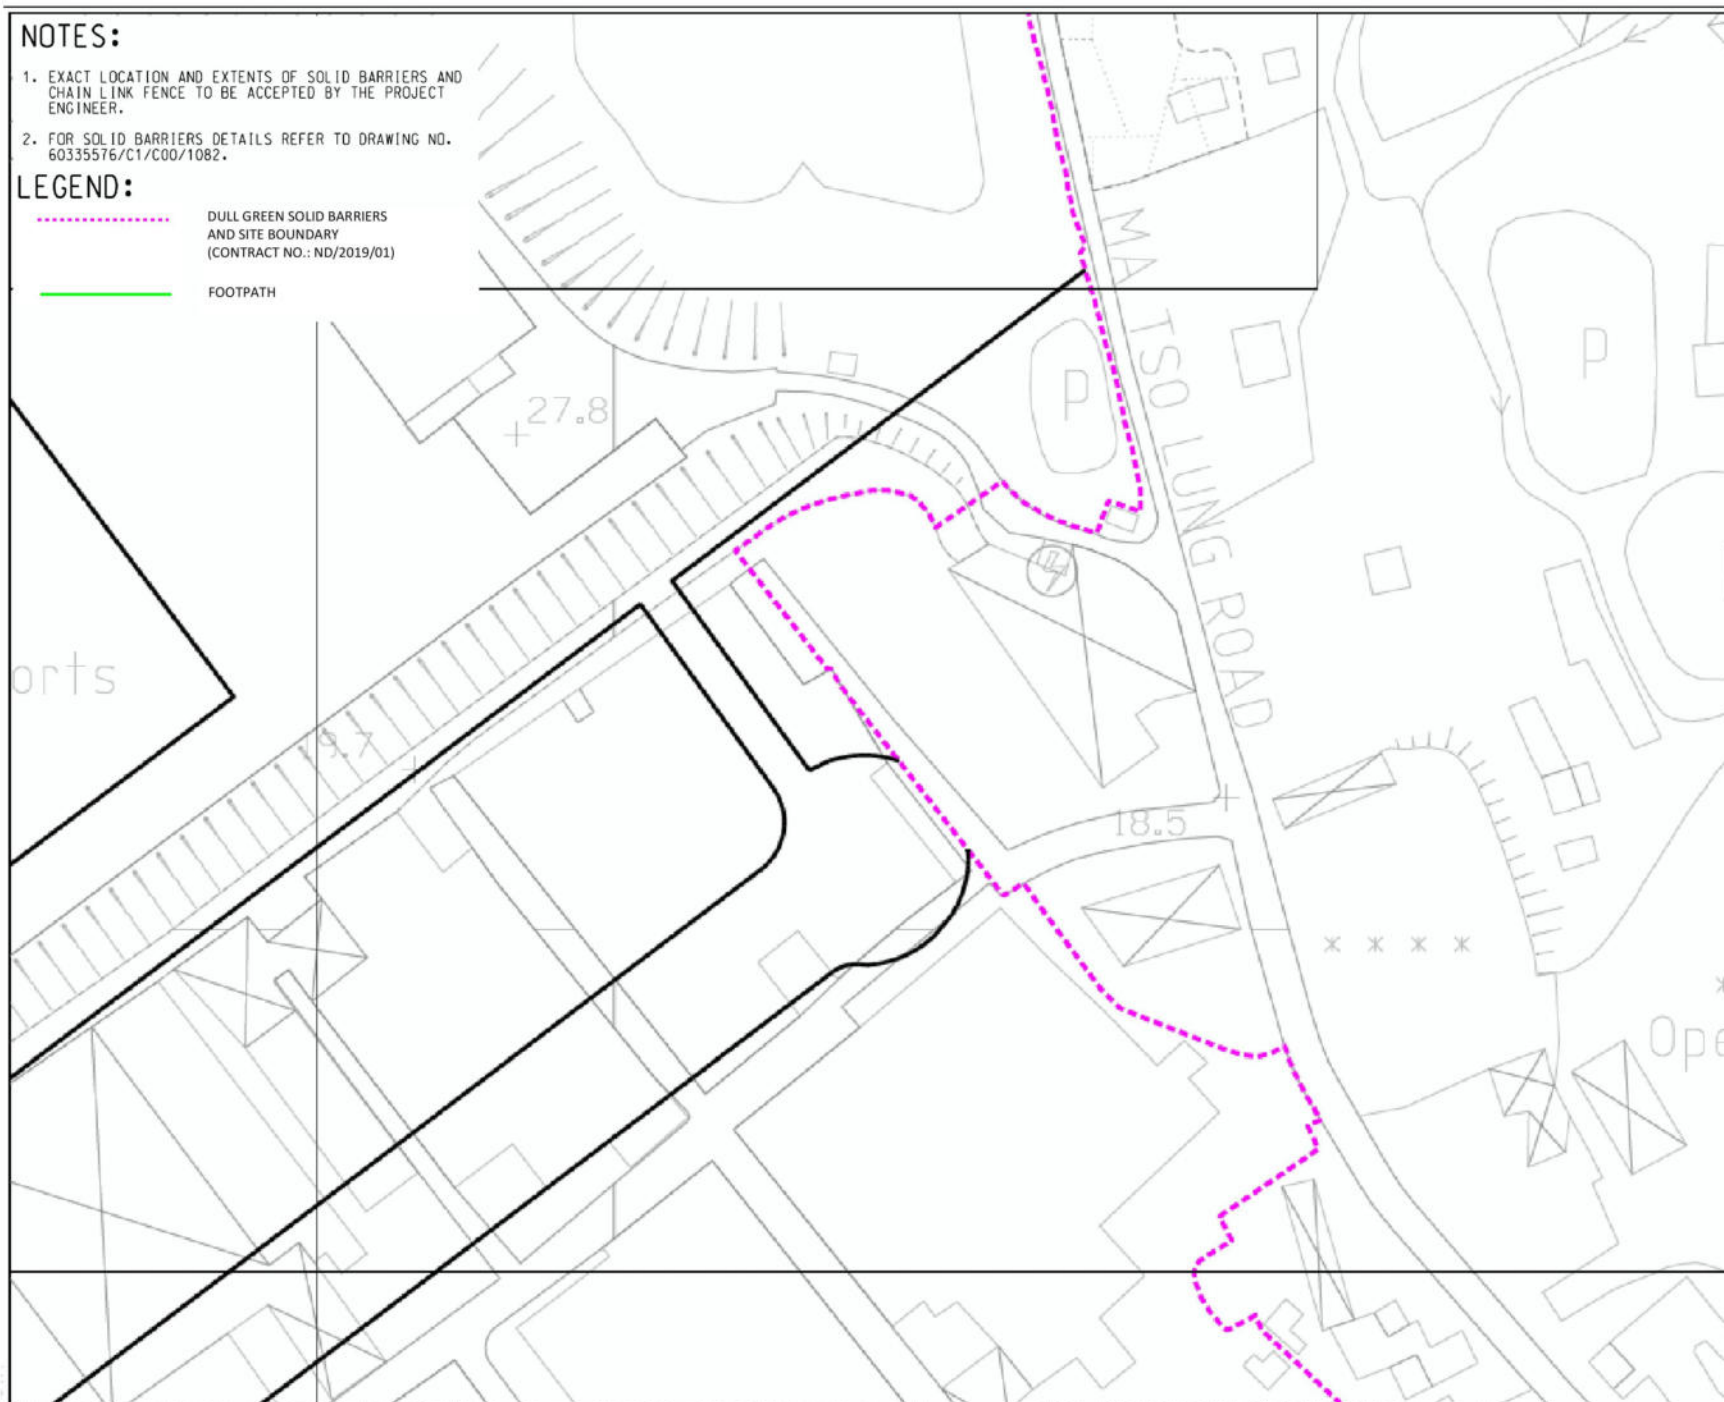 NOTES:
1. EXACT LOCATION AND EXTENTS OF SOLID BARRIERS AND
CHAIN LINK FENCE TO BE ACCEPTED BY THE PROJECT
ENGINEER.
2. FOR SOLID BARRIERS DETAILS REFER TO DRAWING NO.
60335576/C1/C00/1082.
LEGEND:
DULL GREEN SOLID BARRIERS
AND SITE BOUNDARY
(CONTRACT NO.: ND/2019/01)
FOOTPATH
MA TSO LUNG ROAD
P
P
27.8
orts
9.7
18.5
Ope